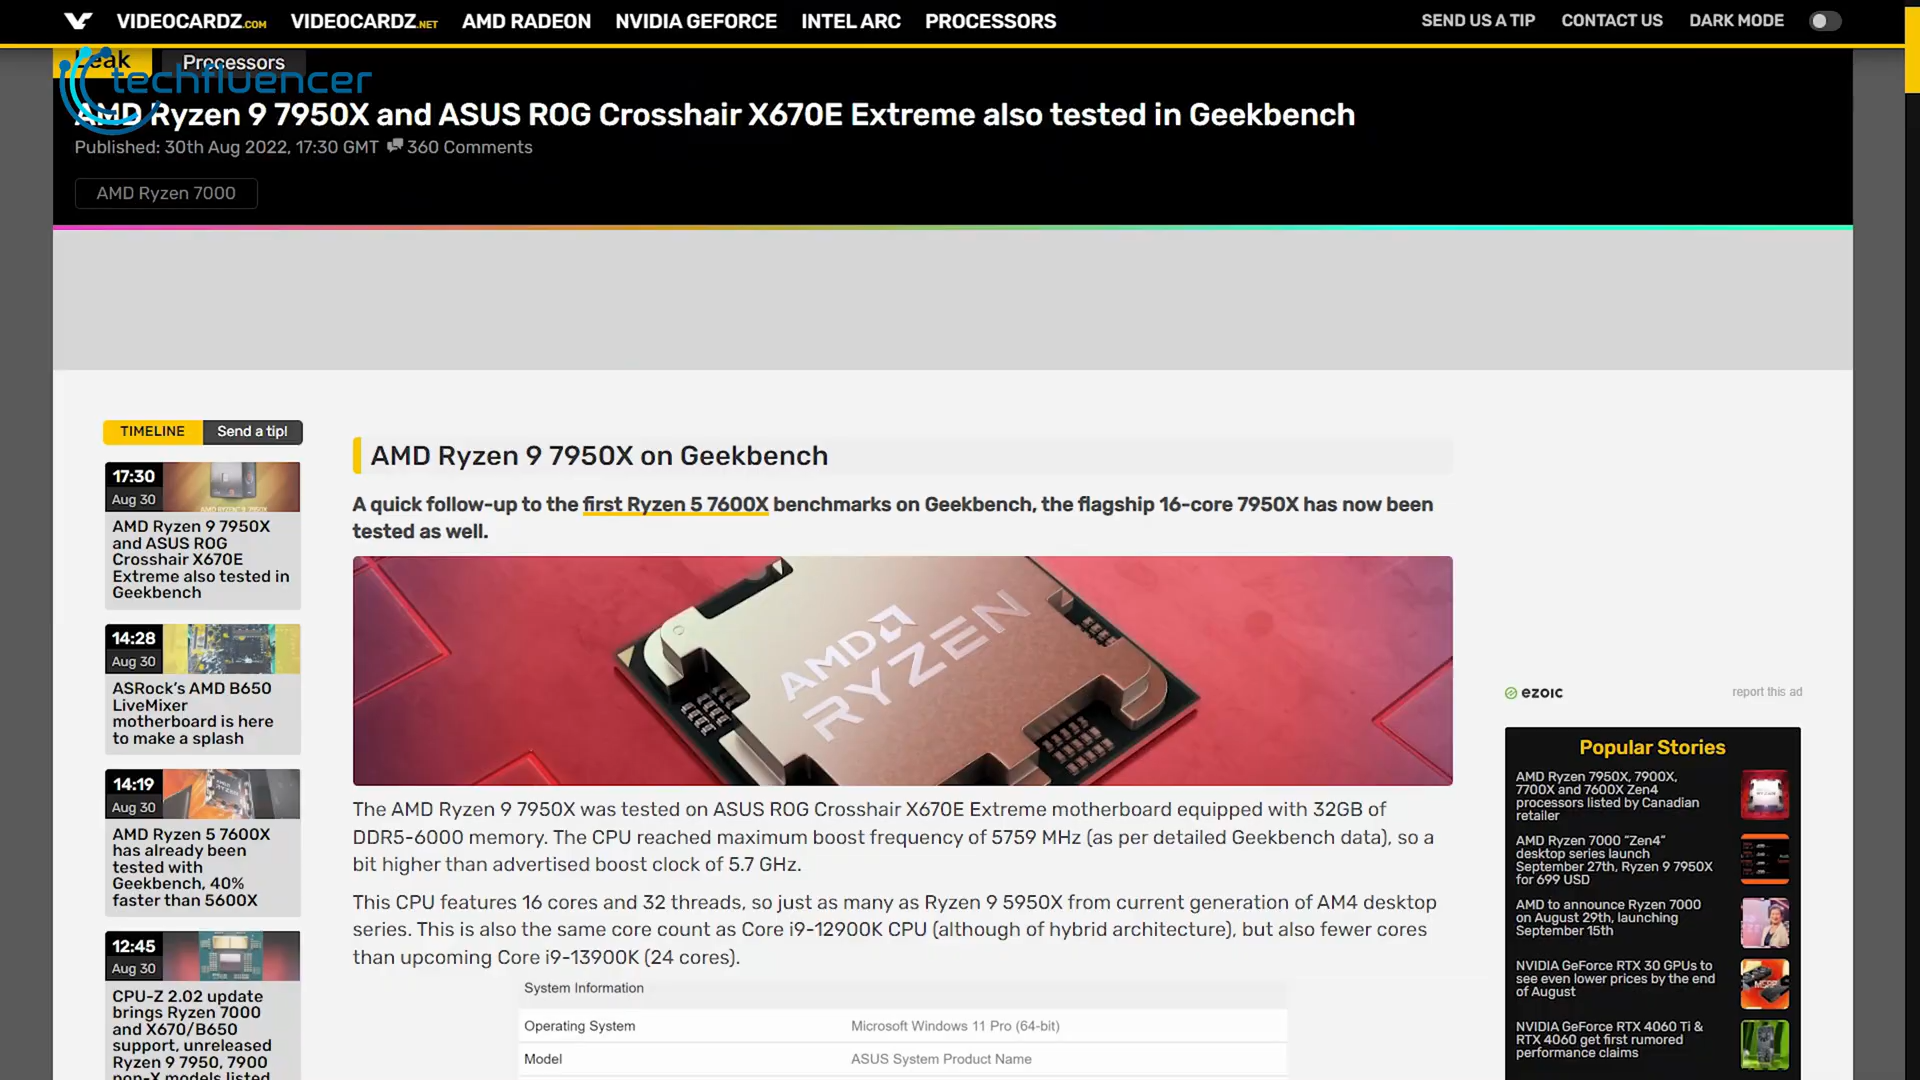 VIDEOCARDZ.COM VIDEOCARDZ.NET AMD RADEON NVIDIA GEFORCE INTEL ARC PROCESSORS SEND US A TIP CONTACT US DARK MODE
Leak Processors
techfluencer
AMD Ryzen 9 7950X and ASUS ROG Crosshair X670E Extreme also tested in Geekbench
Published: 30th Aug 2022, 17:30 GMT 360 Comments
AMD Ryzen 7000
TIMELINE Send a tip!
17:30
Aug 30
AMD Ryzen 9 7950X
and ASUS ROG
Crosshair X670E
Extreme also tested in
Geekbench
14:28
Aug 30
ASRock's AMD B650
LiveMixer
motherboard is here
to make a splash
14:19
Aug 30
AMD Ryzen 5 7600X
has already been
tested with
Geekbench, 40%
faster than 5600X
12:45
Aug 30
CPU-Z 2.02 update
brings Ryzen 7000
and X670/B650
support, unreleased
Ryzen 9 7950, 7900
non-X models listed
AMD Ryzen 9 7950X on Geekbench
A quick follow-up to the first Ryzen 5 7600X benchmarks on Geekbench, the flagship 16-core 7950X has now been
tested as well.
AMD
RYZEN
The AMD Ryzen 9 7950X was tested on ASUS ROG Crosshair X670E Extreme motherboard equipped with 32GB of
DDR5-6000 memory. The CPU reached maximum boost frequency of 5759 MHz (as per detailed Geekbench data), so a
bit higher than advertised boost clock of 5.7 GHz.
This CPU features 16 cores and 32 threads, so just as many as Ryzen 9 5950X from current generation of AM4 desktop
series. This is also the same core count as Core i9-12900K CPU (although of hybrid architecture), but also fewer cores
than upcoming Core i9-13900K (24 cores).
System Information
Operating System Microsoft Windows 11 Pro (64-bit)
Model ASUS System Product Name
ezoic report this ad
Popular Stories
AMD Ryzen 7950X, 7900X,
7700X and 7600X Zen4
processors listed by Canadian
retailer
AMD Ryzen 7000 "Zen4"
desktop series launch
September 27th, Ryzen 9 7950X
for 699 USD
AMD to announce Ryzen 7000
on August 29th, launching
September 15th
NVIDIA GeForce RTX 30 GPUs to
see even lower prices by the end
of August
MSRP
NVIDIA GeForce RTX 4060 Ti &
RTX 4060 get first rumored
performance claims